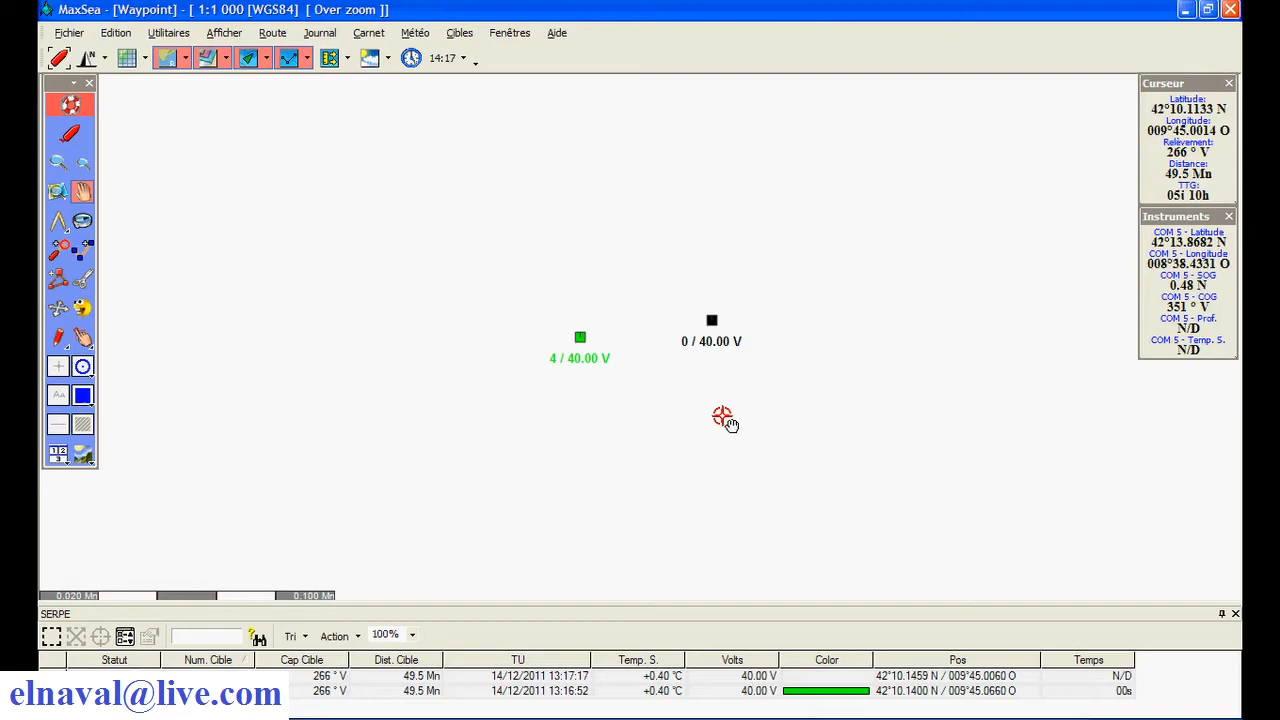 MaxSea - [Waypoint] - [ 1:1 000 [WGS84] [ Over zoom ]]
Fichier Edition Utilitaires Afficher Route Journal Carnet Météo Cibles Fenêtres Aide
N 14:17
Curseur
Latitude:
42°10.1133 N
Longitude:
009°45.0014 O
Relèvement:
266 ° V
Distance:
49.5 Mn
TTG:
05i 10h
Instruments
COM 5 - Latitude
42°13.8682 N
COM 5 - Longitude
008°38.4331 O
COM 5 - SOG
0.48 N
COM 5 - COG
351 ° V
COM 5 - Prof.
N/D
COM 5 - Temp. S.
N/D
0 / 40.00 V
4 / 40.00 V
Aa
1 2
3
0.020 Mn 0.100 Mn
SERPE
Tri Action 100%
Statut Num. Cible Cap Cible Dist. Cible TU Temp. S. Volts Color Pos Temps
266 ° V 49.5 Mn 14/12/2011 13:17:17 +0.40 °C 40.00 V 42°10.1459 N / 009°45.0060 O N/D
266 ° V 49.5 Mn 14/12/2011 13:16:52 +0.40 °C 40.00 V 42°10.1400 N / 009°45.0660 O 00s
elnaval@live.com